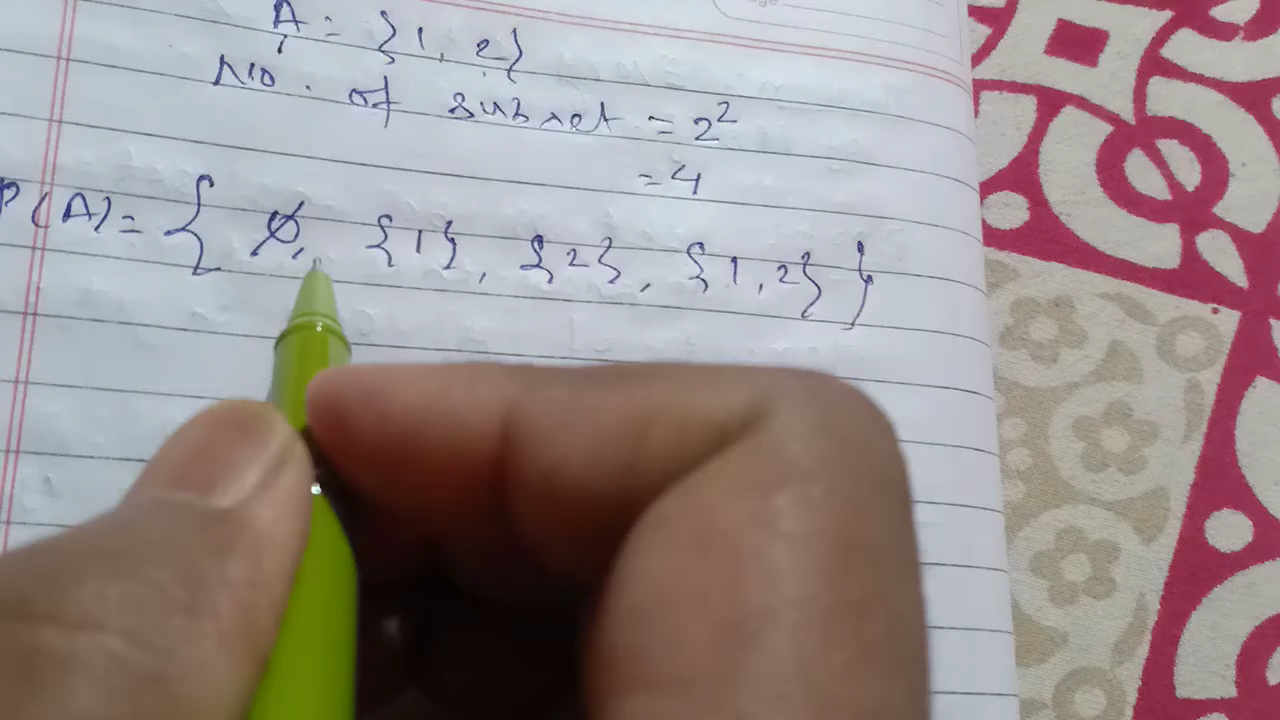 A = {1, 2}
No. of subset = 2²
= 4
P(A) = { ∅, {1}, {2}, {1, 2} }